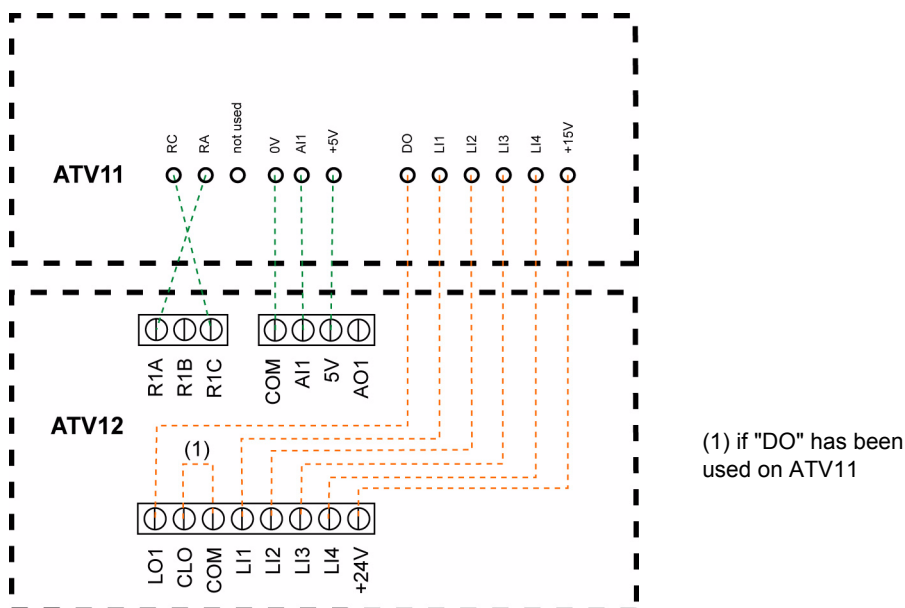 RC
RA
not used
0V
AI1
+5V
DO
LI1
LI2
LI3
LI4
+15V
ATV11
R1A
R1B
R1C
COM
AI1
5V
AO1
ATV12
(1)
(1) if "DO" has been
used on ATV11
LO1
CLO
COM
LI1
LI2
LI3
LI4
+24V